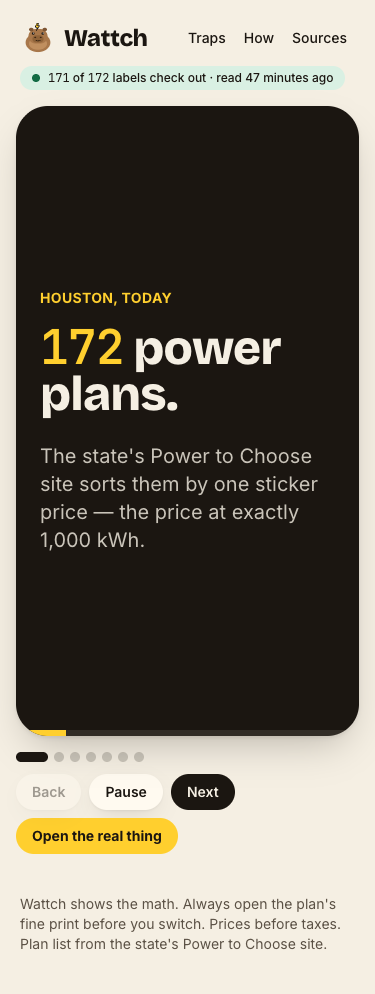 Wattch
Traps How Sources
171 of 172 labels check out · read 47 minutes ago
HOUSTON, TODAY
172 power
plans.
The state's Power to Choose
site sorts them by one sticker
price — the price at exactly
1,000 kWh.
Back Pause Next
Open the real thing
Wattch shows the math. Always open the plan's
fine print before you switch. Prices before taxes.
Plan list from the state's Power to Choose site.